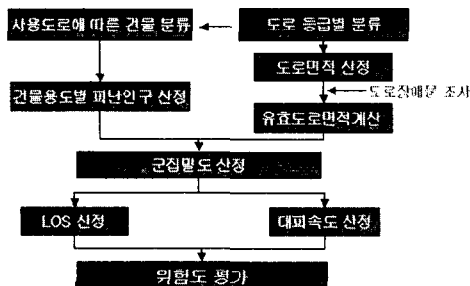 사용도로에 따른 건물 분류
도로 등급별 분류
도로면적 산정
도로장애물 조사
건물용도별 피난인구 산정
유효도로면적계산
군집밀도 산정
LOS 산정
대피속도 산정
위험도 평가